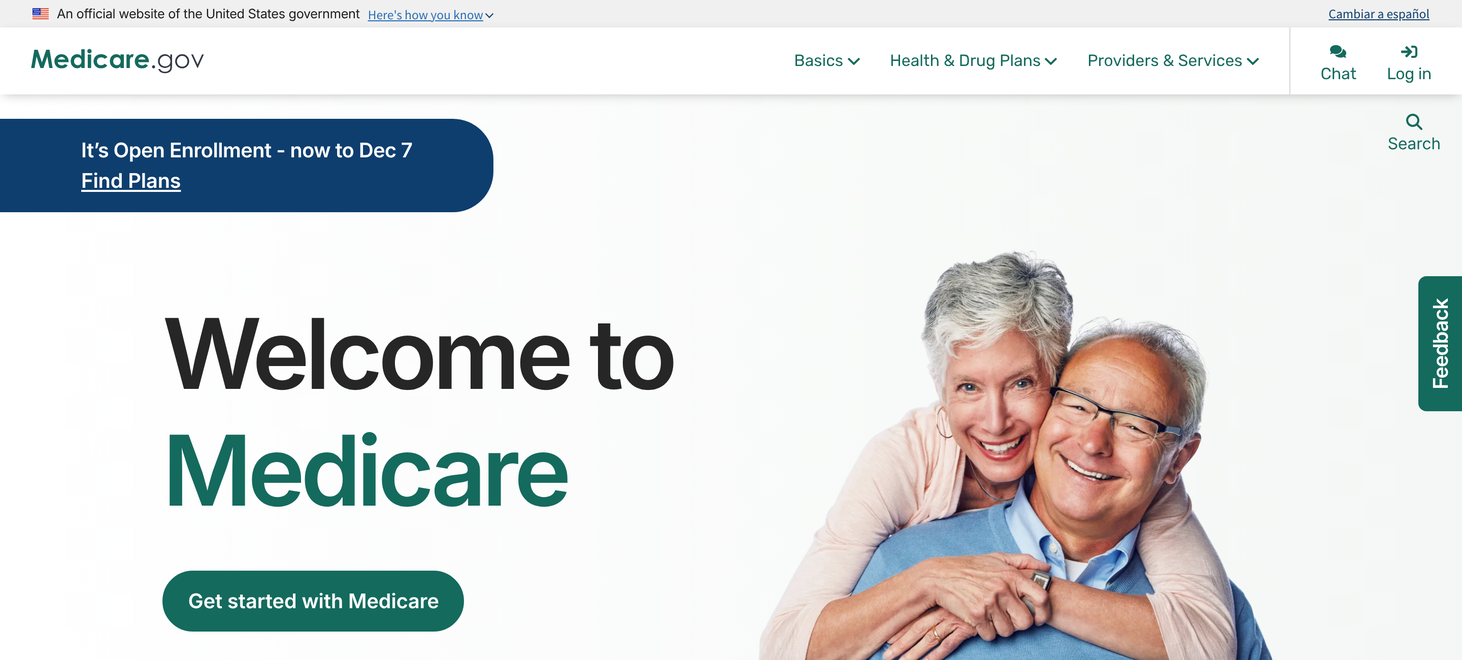 An official website of the United States government Here's how you know
Cambiar a español
Medicare.gov
Basics
Health & Drug Plans
Providers & Services
Chat
Log in
Search
It’s Open Enrollment - now to Dec 7
Find Plans
Welcome to
Medicare
Get started with Medicare
Feedback